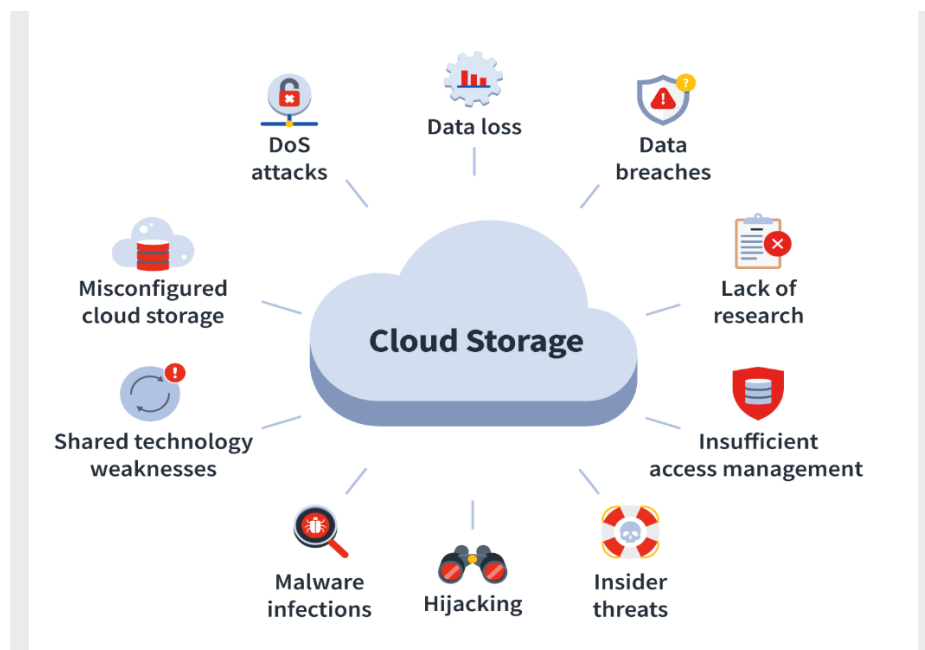 Data loss
DoS
attacks
Data
breaches
Misconfigured
cloud storage
Lack of
research
Cloud Storage
Shared technology
weaknesses
Insufficient
access management
Malware
infections
Hijacking
Insider
threats